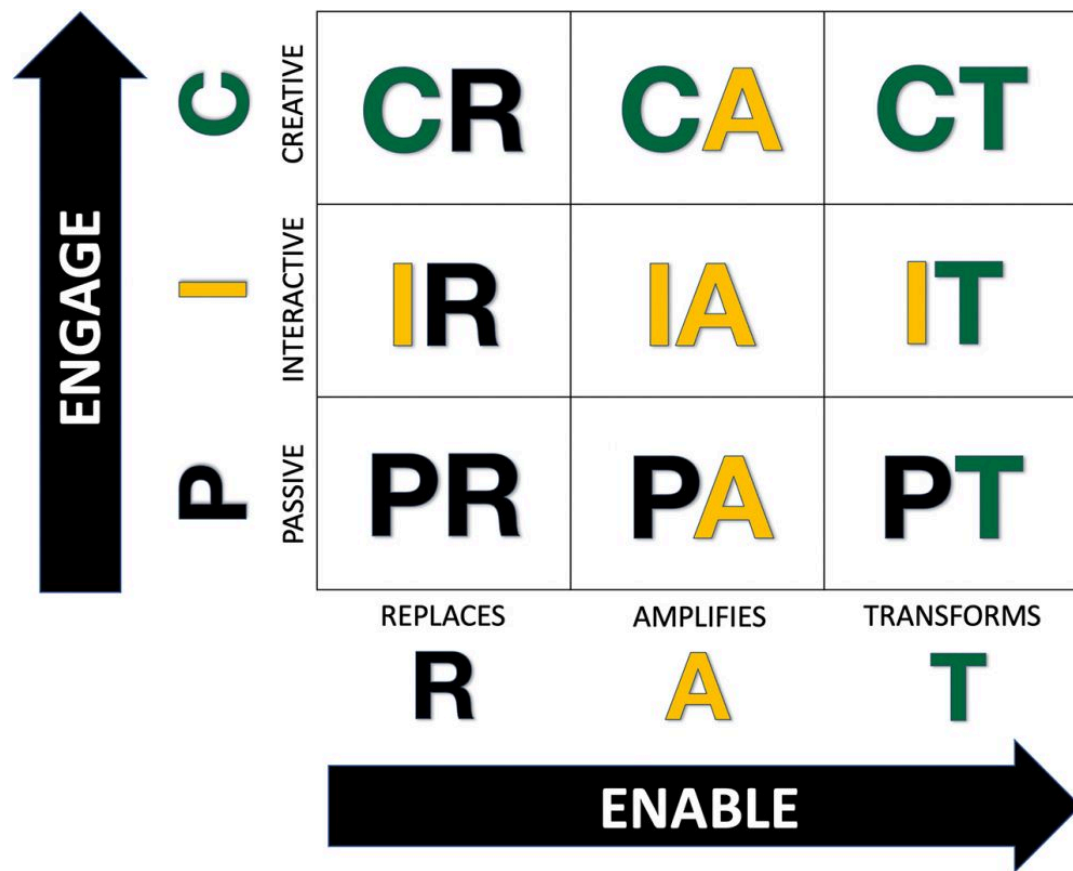 ENGAGE
C
CREATIVE
CR
CA
CT
I
INTERACTIVE
IR
IA
IT
P
PASSIVE
PR
PA
PT
REPLACES
AMPLIFIES
TRANSFORMS
R
A
T
ENABLE